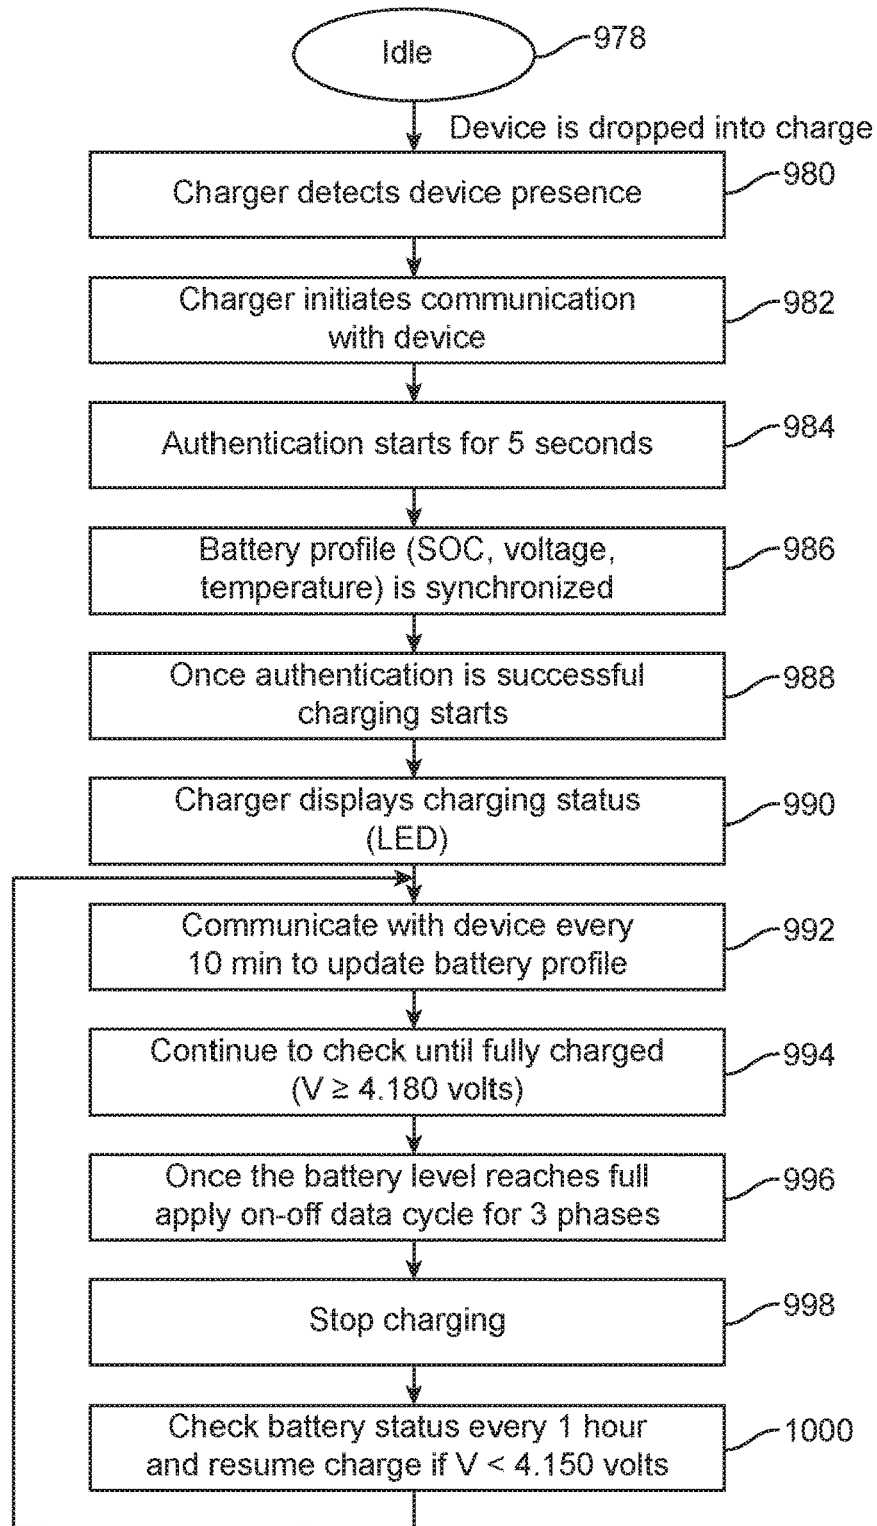 Idle
978
Device is dropped into charge
Charger detects device presence
980
Charger initiates communication
with device
982
Authentication starts for 5 seconds
984
Battery profile (SOC, voltage,
temperature) is synchronized
986
Once authentication is successful
charging starts
988
Charger displays charging status
(LED)
990
Communicate with device every
10 min to update battery profile
992
Continue to check until fully charged
(V ≥ 4.180 volts)
994
Once the battery level reaches full
apply on-off data cycle for 3 phases
996
Stop charging
998
Check battery status every 1 hour
and resume charge if V < 4.150 volts
1000